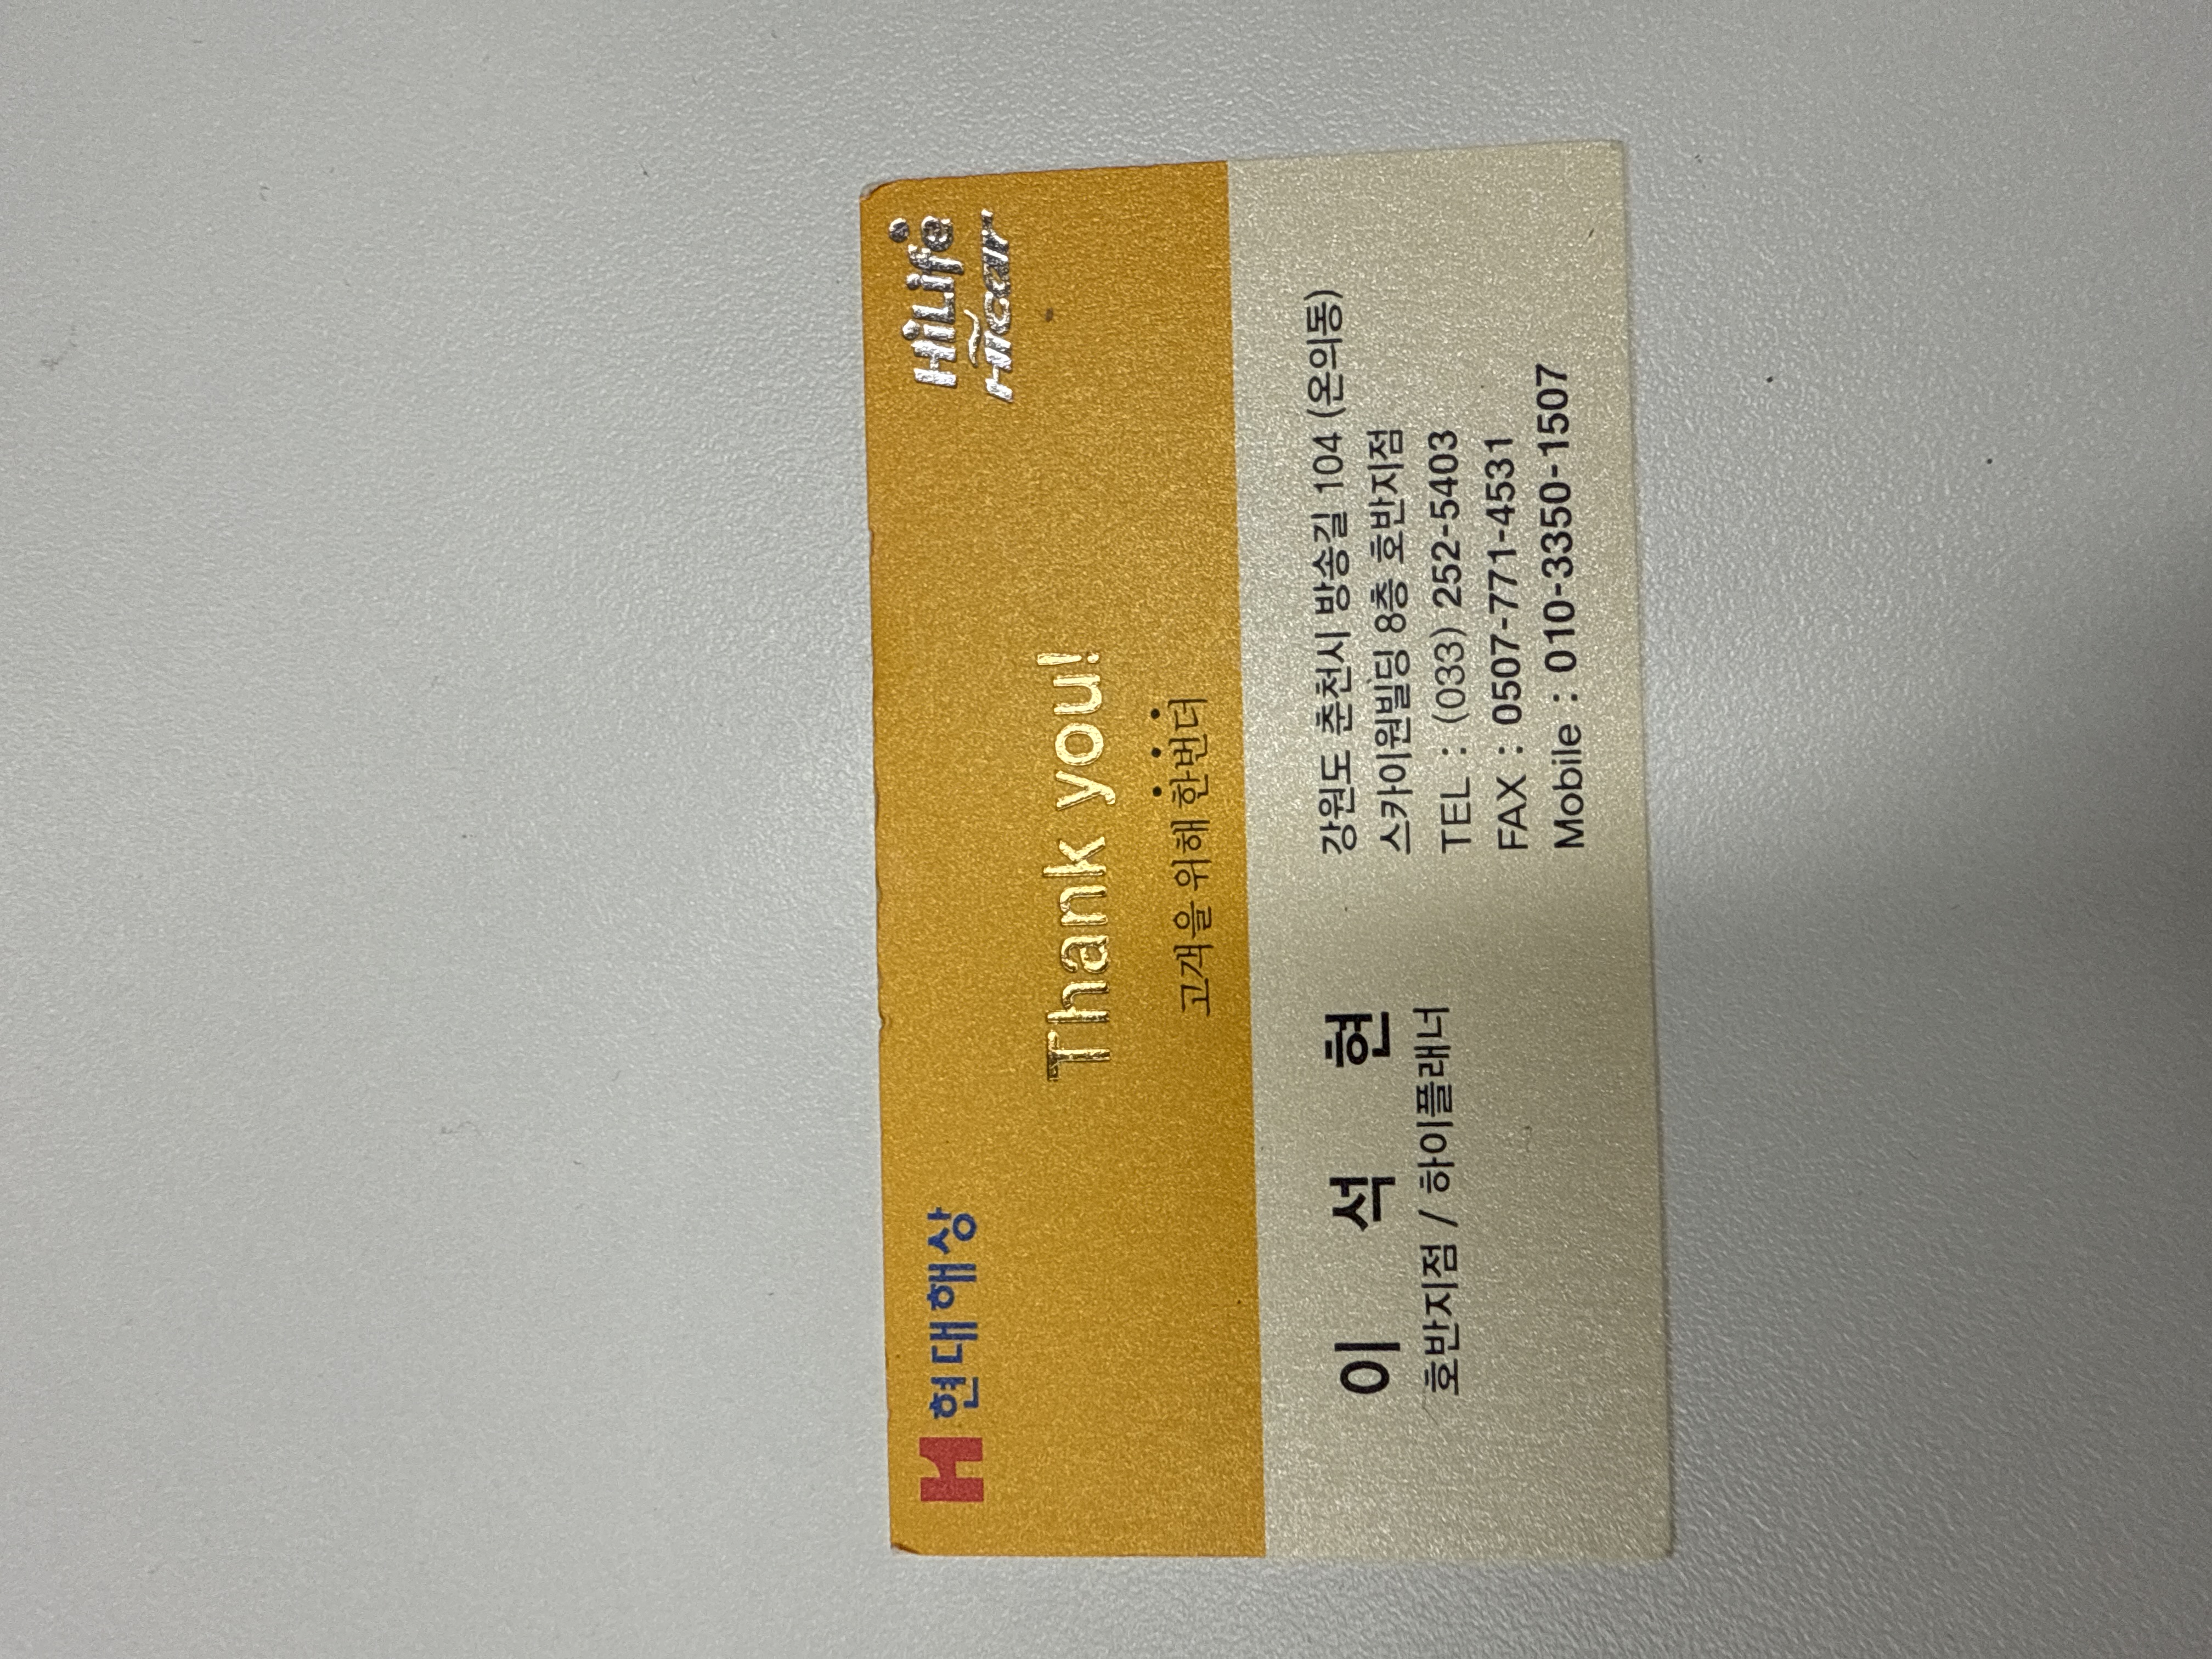 현대해상
HiLife
Hicar
Thank you!
고객을 위해 한번더
이 석 현
호반지점 / 하이플래너
강원도 춘천시 방송길 104 (온의동)
스카이원빌딩 8층 호반지점
TEL : (033) 252-5403
FAX : 0507-771-4531
Mobile : 010-3350-1507